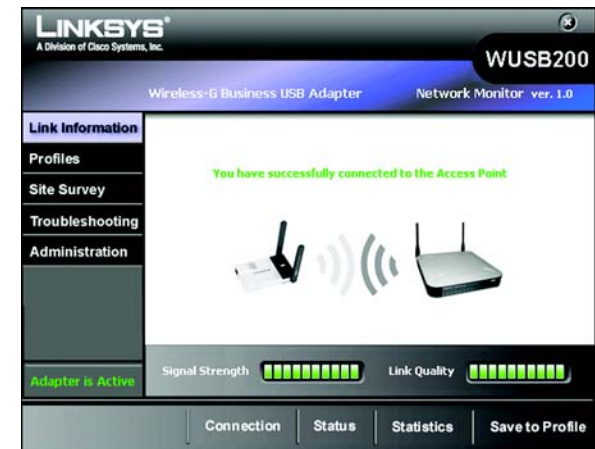 LINKSYS®
A Division of Cisco Systems, Inc.
WUSB200
Wireless-G Business USB Adapter
Network Monitor ver. 1.0
Link Information
Profiles
Site Survey
Troubleshooting
Administration
You have successfully connected to the Access Point
Adapter is Active
Signal Strength
Link Quality
Connection
Status
Statistics
Save to Profile